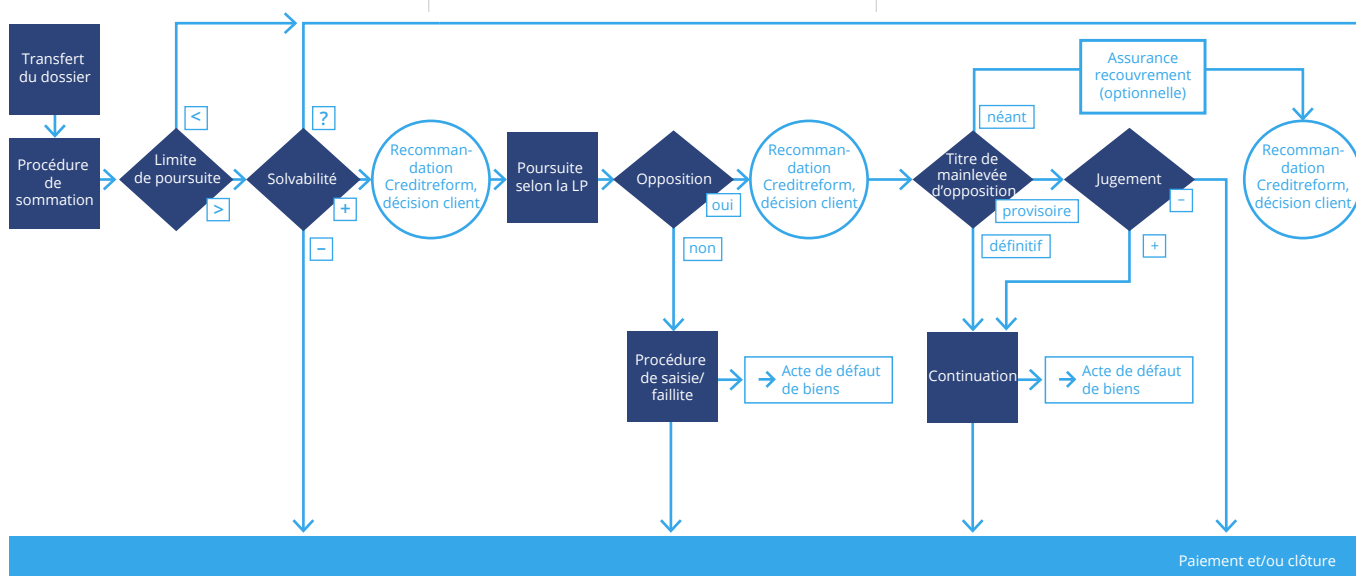 Transfert
du dossier
Procédure
de
sommation
<
Limite
de poursuite
>
?
Solvabilité
+
–
Recomman-
dation
Creditreform,
décision client
Poursuite
selon la LP
Opposition
oui
non
Procédure
de saisie/
faillite
Acte de défaut
de biens
Recomman-
dation
Creditreform,
décision client
néant
Titre de
mainlevée
d'opposition
provisoire
définitif
Assurance
recouvrement
(optionnelle)
Jugement
–
+
Continuation
Acte de défaut
de biens
Recomman-
dation
Creditreform,
décision client
Paiement et/ou clôture